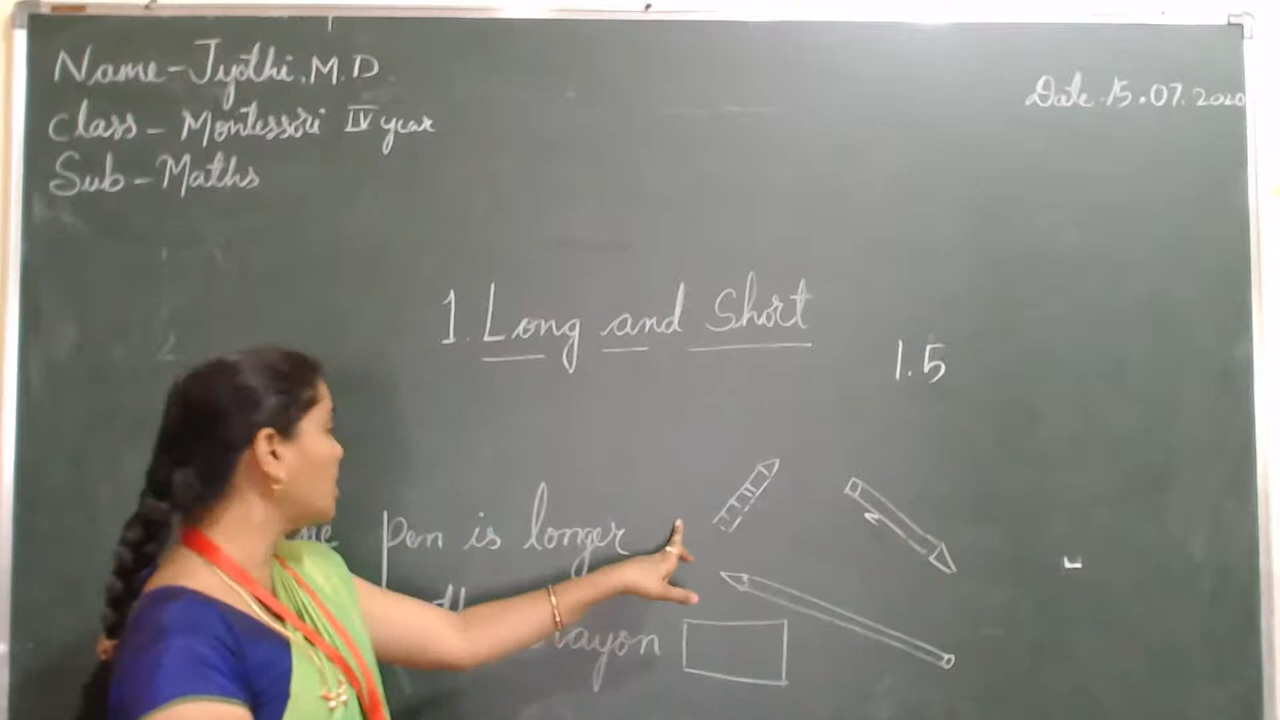 Name-Jyothi.M.D
Date.15.07.2020
Class-Montessori IV year
Sub-Maths
1. Long and Short
1.5
pen is longer